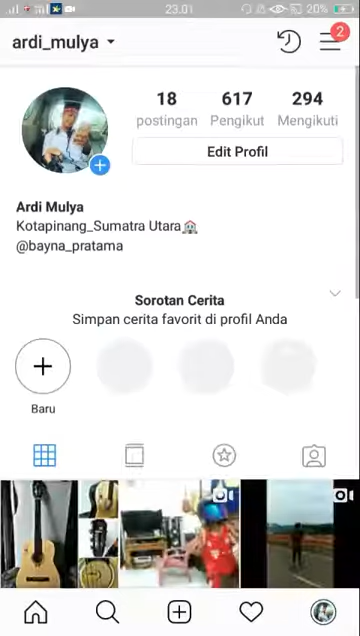 23.01
20%
ardi_mulya
2
18 617 294
postingan Pengikut Mengikuti
Edit Profil
Ardi Mulya
Kotapinang_Sumatra Utara🏠
@bayna_pratama
Sorotan Cerita
Simpan cerita favorit di profil Anda
Baru